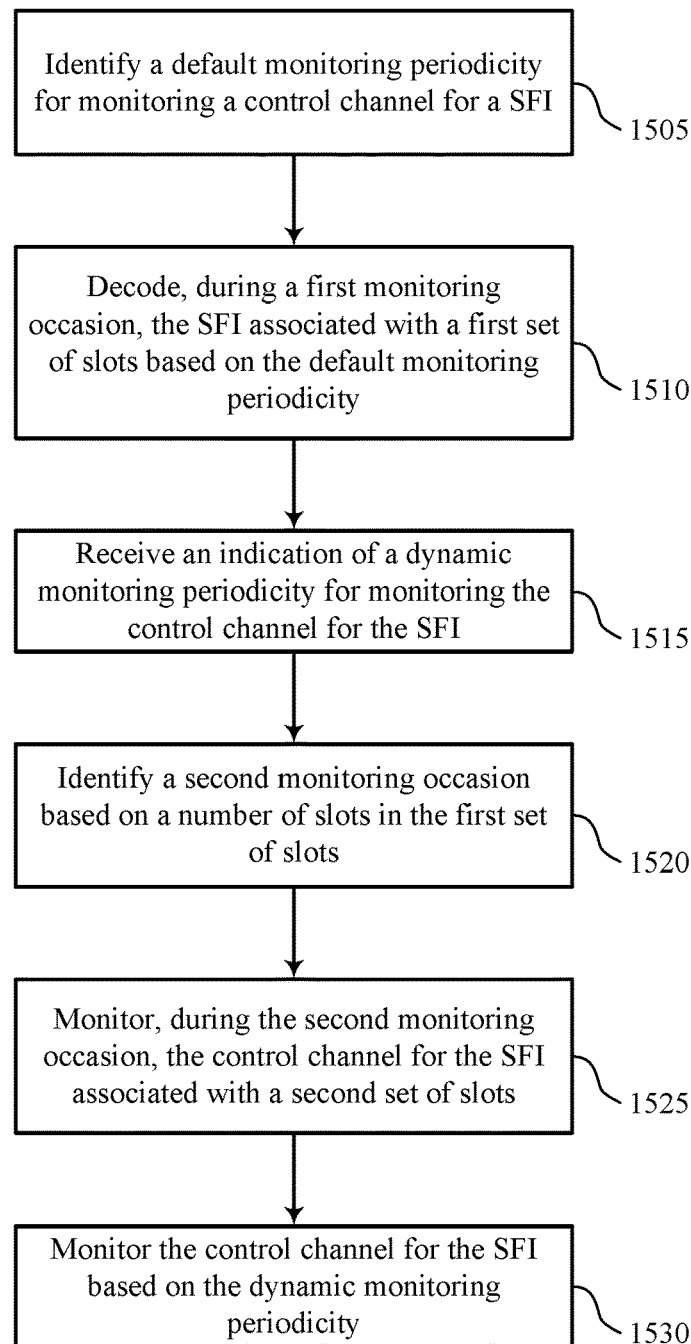 Identify a default monitoring periodicity
for monitoring a control channel for a SFI
1505
Decode, during a first monitoring
occasion, the SFI associated with a first set
of slots based on the default monitoring
periodicity
1510
Receive an indication of a dynamic
monitoring periodicity for monitoring the
control channel for the SFI
1515
Identify a second monitoring occasion
based on a number of slots in the first set
of slots
1520
Monitor, during the second monitoring
occasion, the control channel for the SFI
associated with a second set of slots
1525
Monitor the control channel for the SFI
based on the dynamic monitoring
periodicity
1530